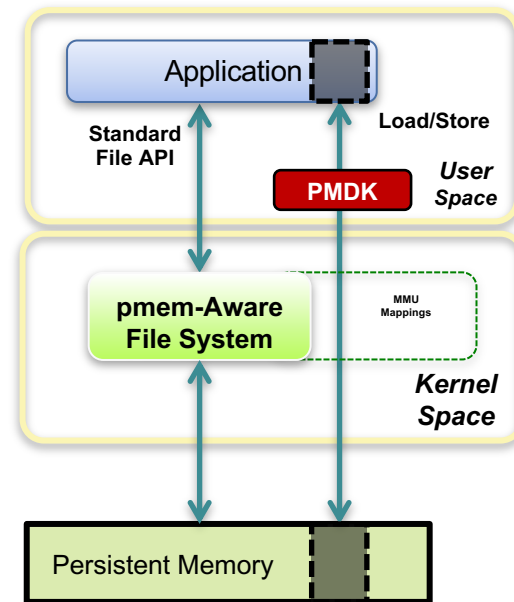 Application
Standard
File API
Load/Store
PMDK
User
Space
pmem-Aware
File System
MMU
Mappings
Kernel
Space
Persistent Memory